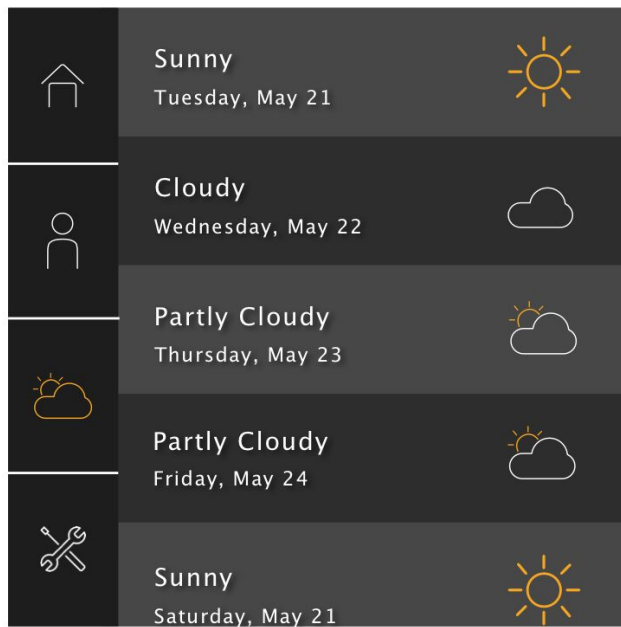 Sunny
Tuesday, May 21
Cloudy
Wednesday, May 22
Partly Cloudy
Thursday, May 23
Partly Cloudy
Friday, May 24
Sunny
Saturday, May 21